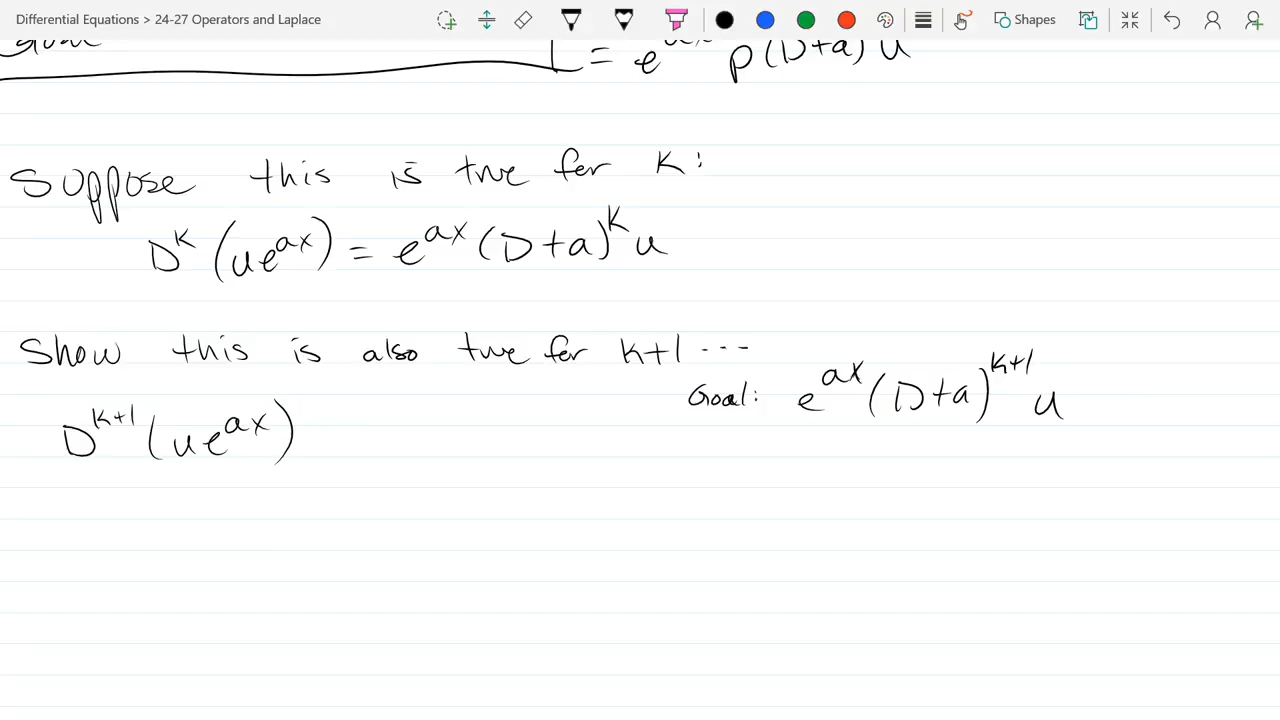 Differential Equations > 24-27 Operators and Laplace
Shapes
= e^{ax} p(D+a) u
Suppose this is true for k:
D^k (ue^{ax}) = e^{ax} (D+a)^k u
Show this is also true for k+1 ...
Goal: e^{ax} (D+a)^{k+1} u
D^{k+1} (ue^{ax})